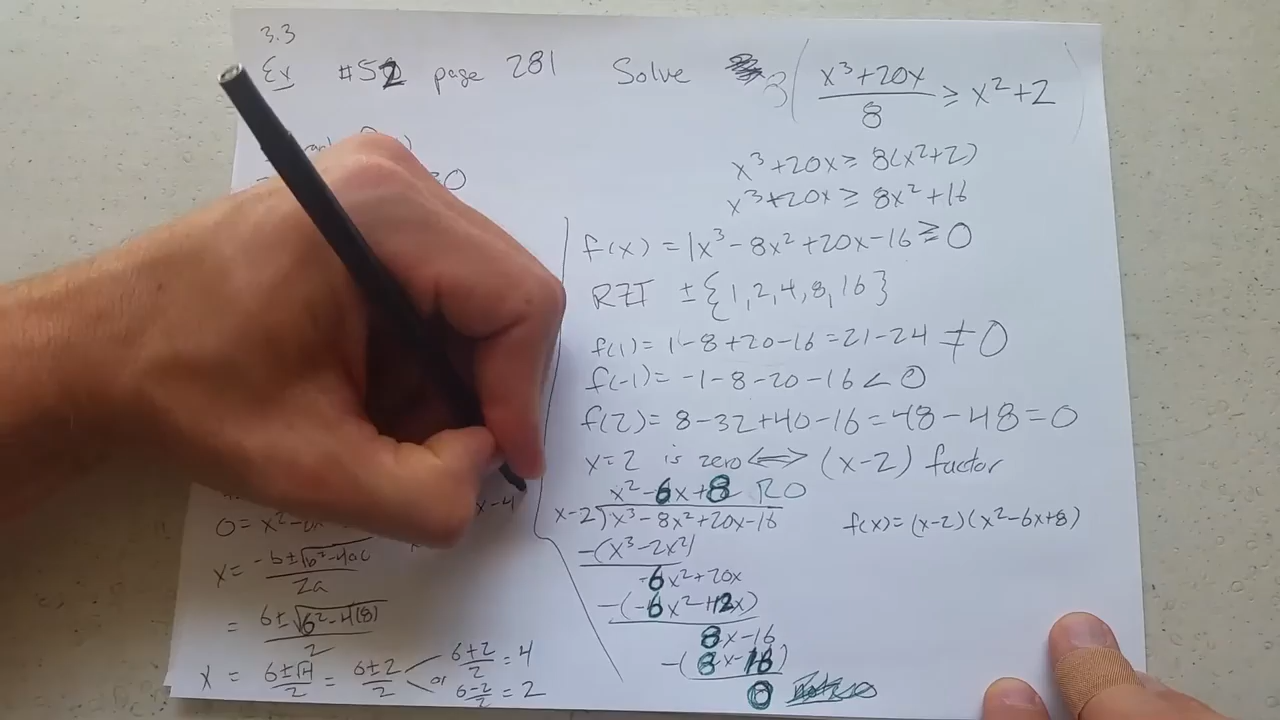 3.3
Ex #52 page 281 Solve 3( (x³+20x)/8 ≥ x²+2 )
x³+20x ≥ 8(x²+2)
x³+20x ≥ 8x²+16
f(x) = 1x³-8x²+20x-16 ≥ 0
RZT ±{1,2,4,8,16}
f(1) = 1-8+20-16 = 21-24 ≠ 0
f(-1) = -1-8-20-16 < 0
f(2) = 8-32+40-16 = 48-48 = 0
x=2 is zero ⟺ (x-2) factor
x²-6x+8 R0
x-2)x³-8x²+20x-16
f(x) = (x-2)(x²-6x+8)
-(x³-2x²)
-6x²+20x
-(-6x²+12x)
8x-16
-(8x-16)
0
≥0
x-4
0 = x²-
x = (-b±√(b²-4ac))/2a
= (6±√(6²-4(8)))/2
x = (6±√4)/2 = (6±2)/2
(6+2)/2 = 4
or
(6-2)/2 = 2